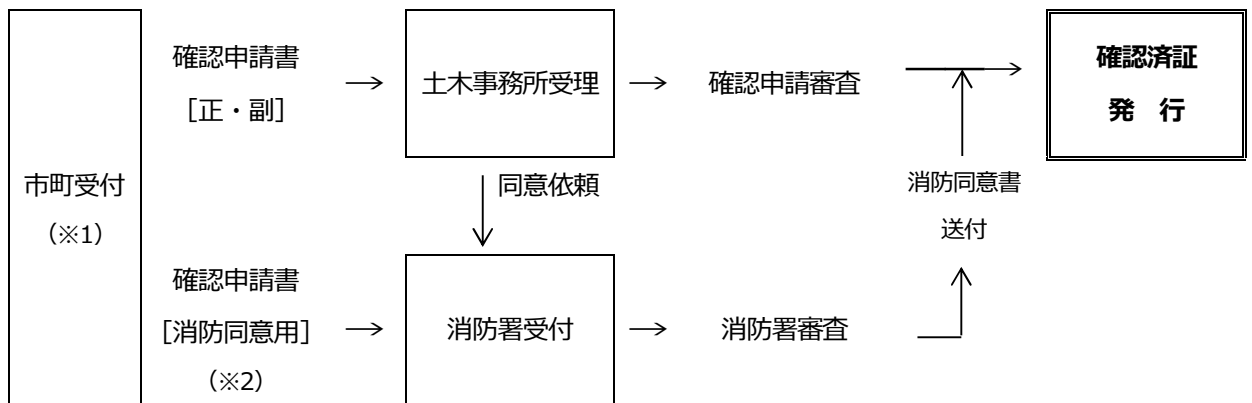 市町受付
（※1）
確認申請書
［正・副］
→
土木事務所受理
→
確認申請審査
確認済証
発　行
同意依頼
消防同意書
送付
確認申請書
［消防同意用］
（※2）
→
消防署受付
→
消防署審査